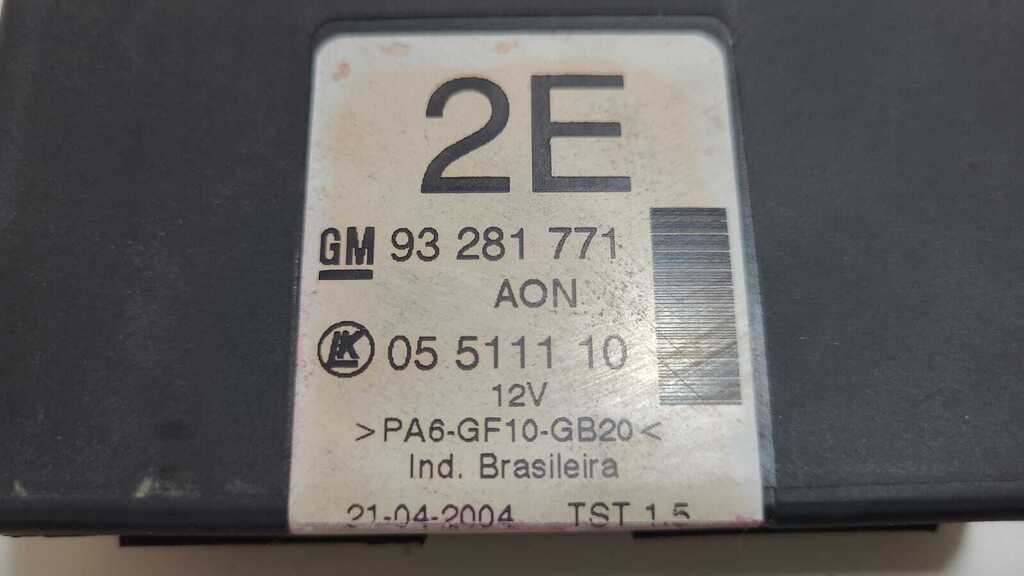 2E
GM 93 281 771
AON
LK 05 5111 10
12V
>PA6-GF10-GB20<
Ind. Brasileira
21-04-2004 TST 1.5